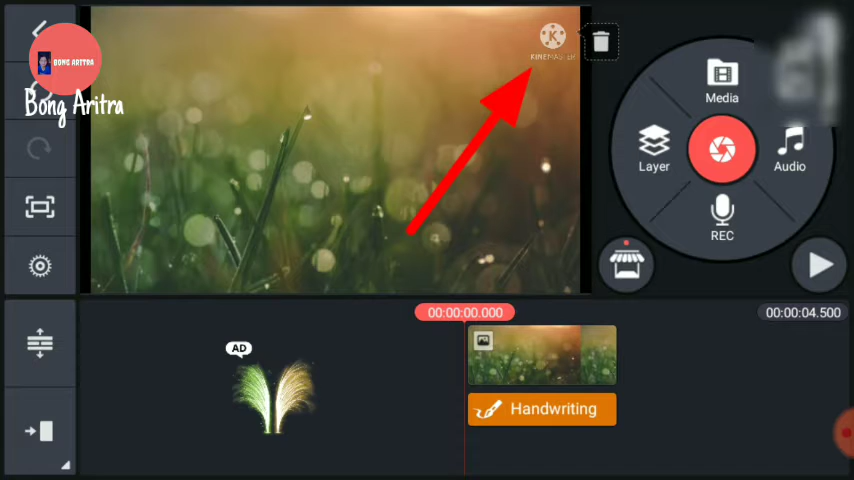 BONG ARITRA
Bong Aritra
Media
Layer
Audio
REC
00:00:00.000
00:00:04.500
AD
Handwriting